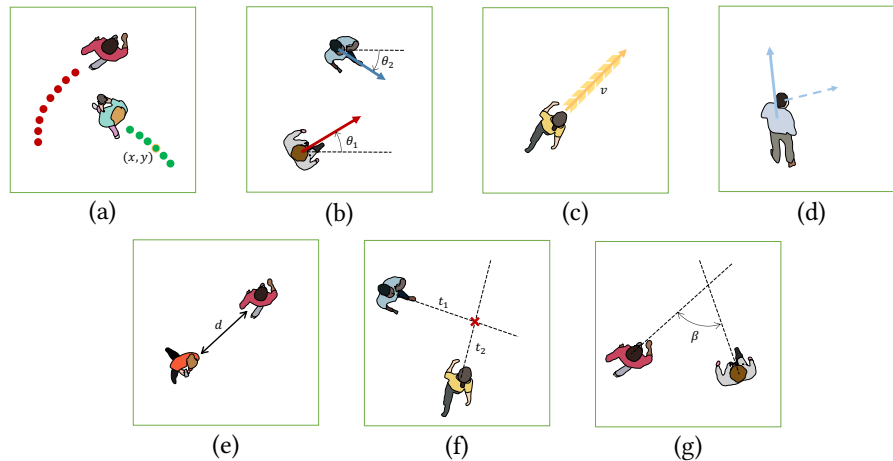 (x, y)
(a)
θ₂
θ₁
(b)
v
(c)
(d)
d
(e)
t₁
t₂
(f)
β
(g)